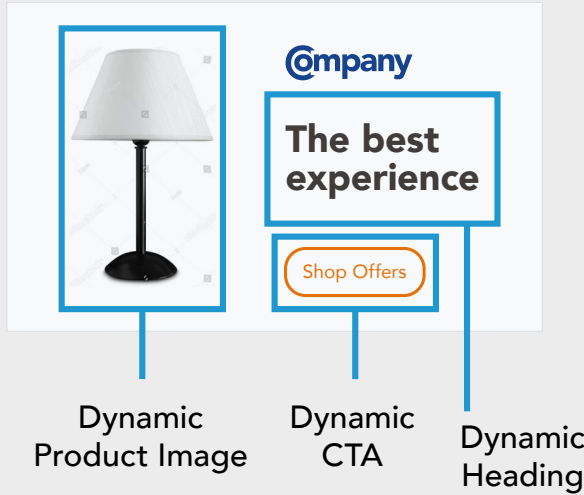 Company
The best
experience
Shop Offers
Dynamic
Product Image
Dynamic
CTA
Dynamic
Heading